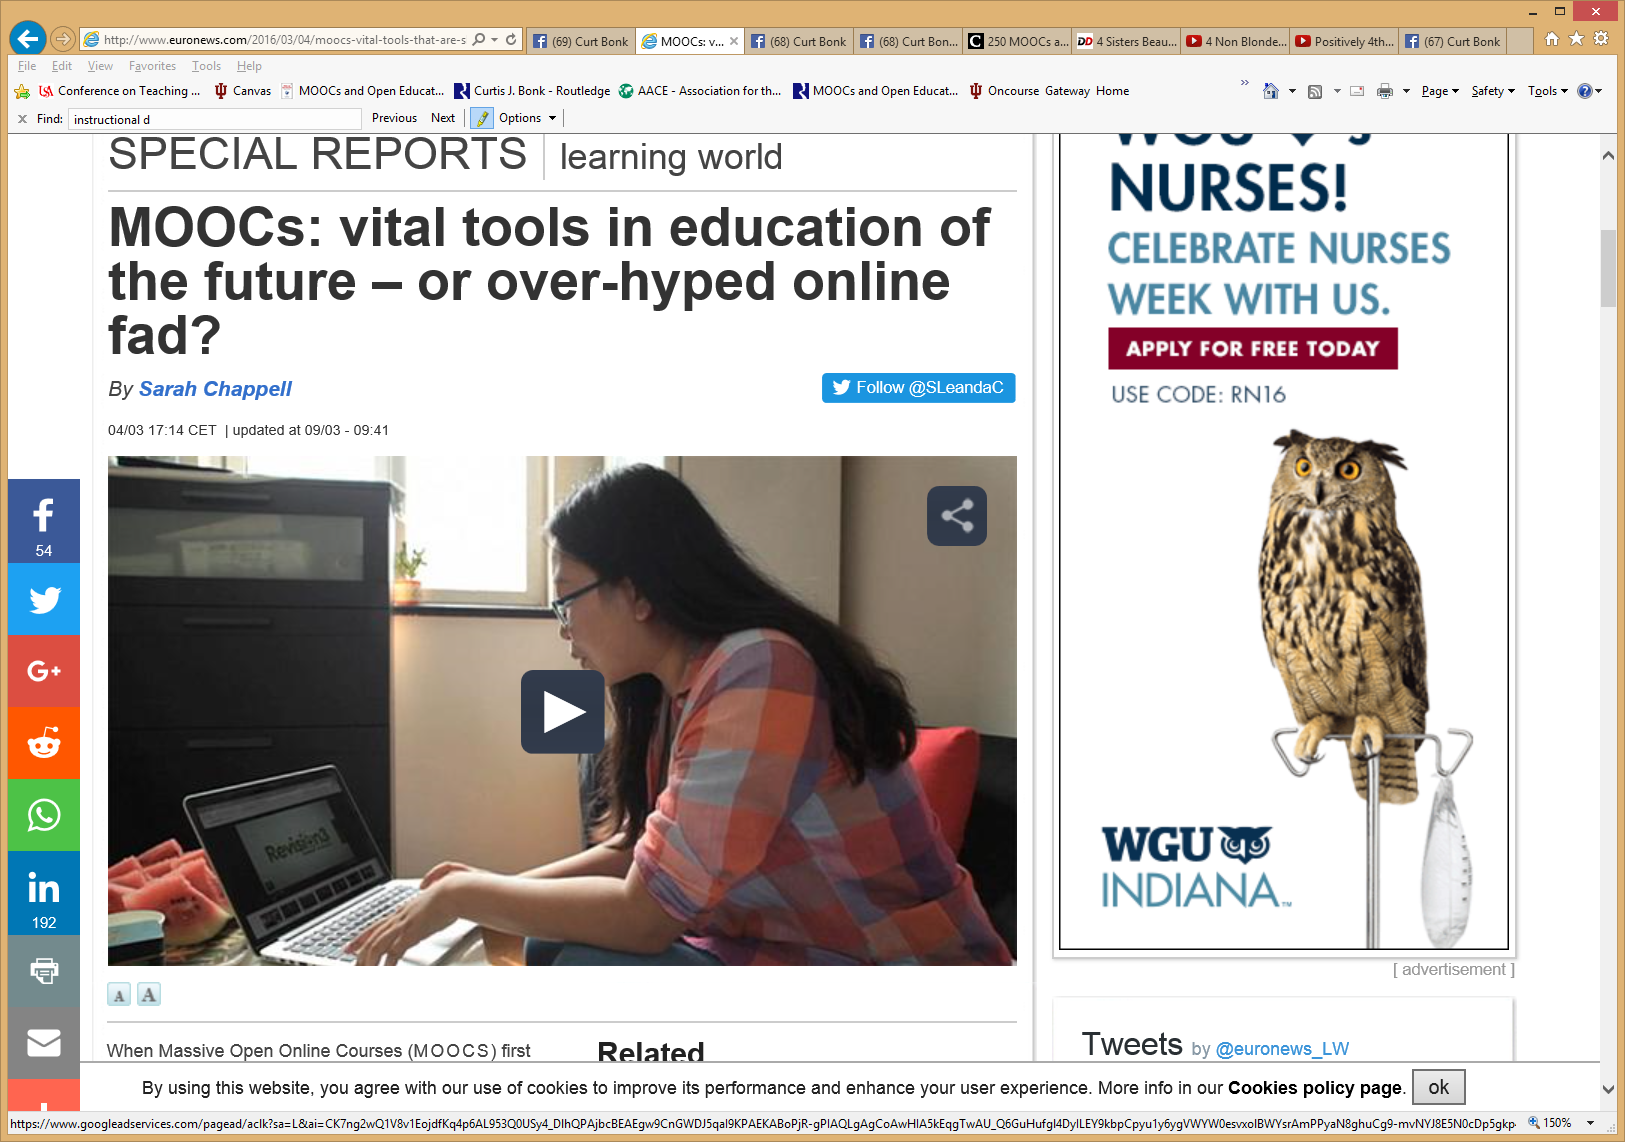 http://www.euronews.com/2016/03/04/moocs-vital-tools-that-are-s
(69) Curt Bonk
MOOCs: v...
(68) Curt Bonk
(68) Curt Bon...
250 MOOCs a...
4 Sisters Beau...
4 Non Blonde...
Positively 4th...
(67) Curt Bonk
File Edit View Favorites Tools Help
Conference on Teaching ... Canvas MOOCs and Open Educat... Curtis J. Bonk - Routledge AACE - Association for th... MOOCs and Open Educat... Oncourse Gateway Home
Page Safety Tools
Find: instructional d Previous Next Options
SPECIAL REPORTS learning world
MOOCs: vital tools in education of
the future – or over-hyped online
fad?
By Sarah Chappell
Follow @SLeandaC
04/03 17:14 CET | updated at 09/03 - 09:41
54
192
Revision3
A A
When Massive Open Online Courses (MOOCS) first
Related
NURSES!
CELEBRATE NURSES
WEEK WITH US.
APPLY FOR FREE TODAY
USE CODE: RN16
WGU
INDIANA™
[ advertisement ]
Tweets by @euronews_LW
By using this website, you agree with our use of cookies to improve its performance and enhance your user experience. More info in our Cookies policy page. ok
150%